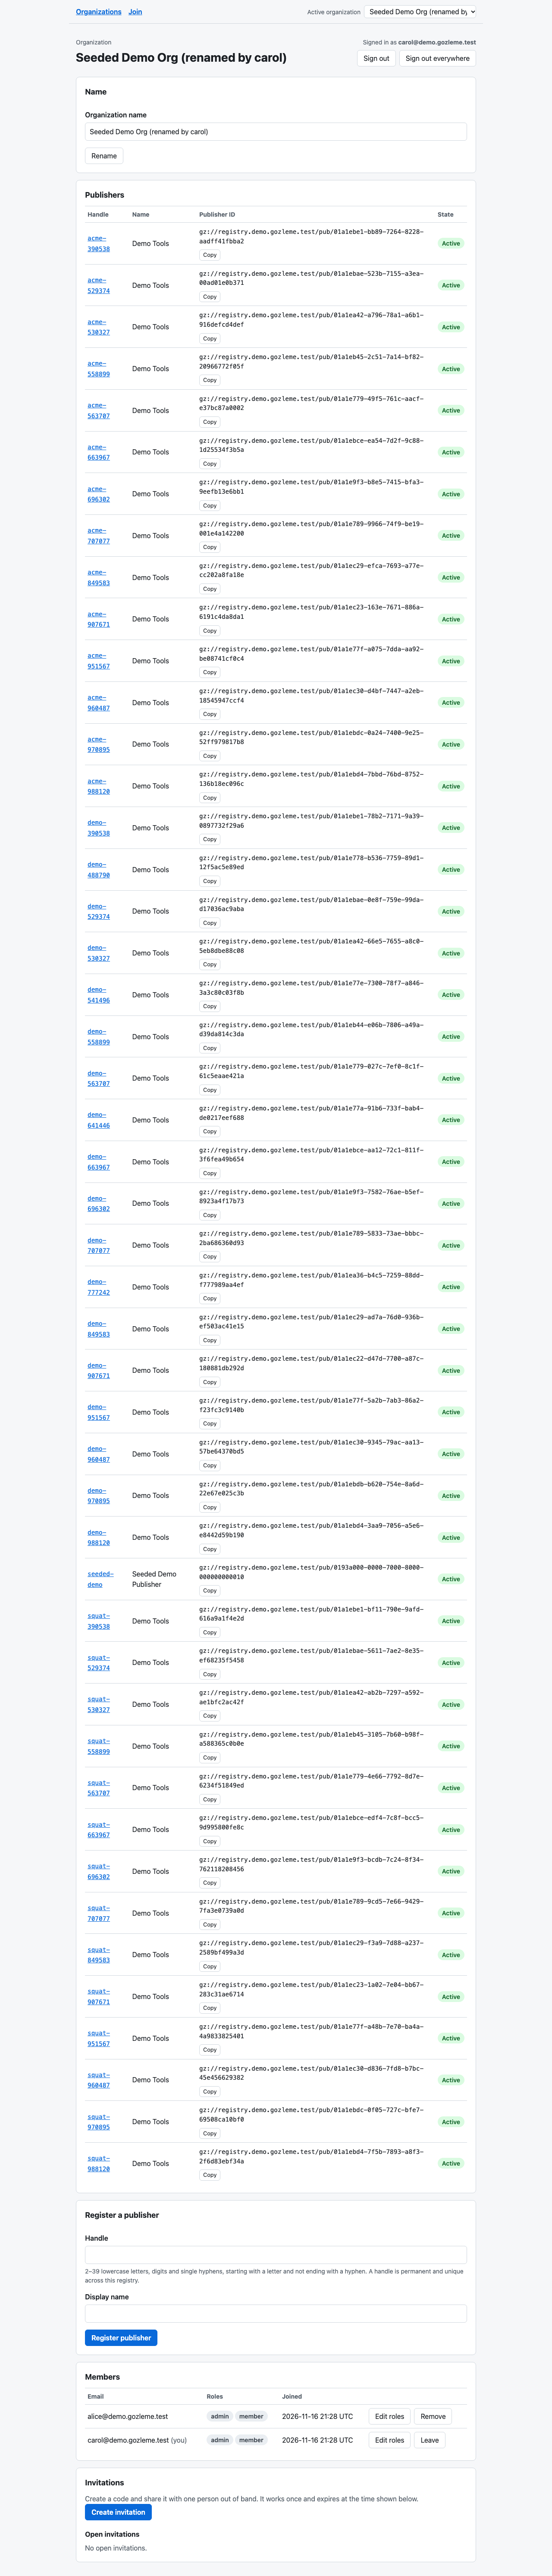 Organizations Join Active organization Seeded Demo Org (renamed by
Organization
Seeded Demo Org (renamed by carol)
Signed in as carol@demo.gozleme.test
Sign out Sign out everywhere
Name
Organization name
Seeded Demo Org (renamed by carol)
Rename
Publishers
Handle Name Publisher ID State
acme-
390538
Demo Tools
gz://registry.demo.gozleme.test/pub/01a1ebe1-bb89-7264-8228-
aadff41fbba2
Copy
Active
acme-
529374
Demo Tools
gz://registry.demo.gozleme.test/pub/01a1ebae-523b-7155-a3ea-
00ad01e0b371
Copy
Active
acme-
530327
Demo Tools
gz://registry.demo.gozleme.test/pub/01a1ea42-a796-78a1-a6b1-
916defcd4def
Copy
Active
acme-
558899
Demo Tools
gz://registry.demo.gozleme.test/pub/01a1eb45-2c51-7a14-bf82-
20966772f05f
Copy
Active
acme-
563707
Demo Tools
gz://registry.demo.gozleme.test/pub/01a1e779-49f5-761c-aacf-
e37bc87a0002
Copy
Active
acme-
663967
Demo Tools
gz://registry.demo.gozleme.test/pub/01a1ebce-ea54-7d2f-9c88-
1d25534f3b5a
Copy
Active
acme-
696302
Demo Tools
gz://registry.demo.gozleme.test/pub/01a1e9f3-b8e5-7415-bfa3-
9eefb13e6bb1
Copy
Active
acme-
707077
Demo Tools
gz://registry.demo.gozleme.test/pub/01a1e789-9966-74f9-be19-
001e4a142200
Copy
Active
acme-
849583
Demo Tools
gz://registry.demo.gozleme.test/pub/01a1ec29-efca-7693-a77e-
cc202a8fa18e
Copy
Active
acme-
907671
Demo Tools
gz://registry.demo.gozleme.test/pub/01a1ec23-163e-7671-886a-
6191c4da8da1
Copy
Active
acme-
951567
Demo Tools
gz://registry.demo.gozleme.test/pub/01a1e77f-a075-7dda-aa92-
be08741cf0c4
Copy
Active
acme-
960487
Demo Tools
gz://registry.demo.gozleme.test/pub/01a1ec30-d4bf-7447-a2eb-
18545947ccf4
Copy
Active
acme-
970895
Demo Tools
gz://registry.demo.gozleme.test/pub/01a1ebdc-0a24-7400-9e25-
52ff979817b8
Copy
Active
acme-
988120
Demo Tools
gz://registry.demo.gozleme.test/pub/01a1ebd4-7bbd-76bd-8752-
136b18ec096c
Copy
Active
demo-
390538
Demo Tools
gz://registry.demo.gozleme.test/pub/01a1ebe1-78b2-7171-9a39-
0897732f29a6
Copy
Active
demo-
488790
Demo Tools
gz://registry.demo.gozleme.test/pub/01a1e778-b536-7759-89d1-
12f5ac5e89ed
Copy
Active
demo-
529374
Demo Tools
gz://registry.demo.gozleme.test/pub/01a1ebae-0e8f-759e-99da-
d17036ac9aba
Copy
Active
demo-
530327
Demo Tools
gz://registry.demo.gozleme.test/pub/01a1ea42-66e5-7655-a8c0-
5eb8dbe88c08
Copy
Active
demo-
541496
Demo Tools
gz://registry.demo.gozleme.test/pub/01a1e77e-7300-78f7-a846-
3a3c80c03f8b
Copy
Active
demo-
558899
Demo Tools
gz://registry.demo.gozleme.test/pub/01a1eb44-e06b-7806-a49a-
d39da814c3da
Copy
Active
demo-
563707
Demo Tools
gz://registry.demo.gozleme.test/pub/01a1e779-027c-7ef0-8c1f-
61c5eaae421a
Copy
Active
demo-
641446
Demo Tools
gz://registry.demo.gozleme.test/pub/01a1e77a-91b6-733f-bab4-
de0217eef688
Copy
Active
demo-
663967
Demo Tools
gz://registry.demo.gozleme.test/pub/01a1ebce-aa12-72c1-811f-
3f6fea49b654
Copy
Active
demo-
696302
Demo Tools
gz://registry.demo.gozleme.test/pub/01a1e9f3-7582-76ae-b5ef-
8923a4f17b73
Copy
Active
demo-
707077
Demo Tools
gz://registry.demo.gozleme.test/pub/01a1e789-5833-73ae-bbbc-
2ba686360d93
Copy
Active
demo-
777242
Demo Tools
gz://registry.demo.gozleme.test/pub/01a1ea36-b4c5-7259-88dd-
f777989aa4ef
Copy
Active
demo-
849583
Demo Tools
gz://registry.demo.gozleme.test/pub/01a1ec29-ad7a-76d0-936b-
ef503ac41e15
Copy
Active
demo-
907671
Demo Tools
gz://registry.demo.gozleme.test/pub/01a1ec22-d47d-7700-a87c-
180881db292d
Copy
Active
demo-
951567
Demo Tools
gz://registry.demo.gozleme.test/pub/01a1e77f-5a2b-7ab3-86a2-
f23fc3c9140b
Copy
Active
demo-
960487
Demo Tools
gz://registry.demo.gozleme.test/pub/01a1ec30-9345-79ac-aa13-
57be64370bd5
Copy
Active
demo-
970895
Demo Tools
gz://registry.demo.gozleme.test/pub/01a1ebdb-b620-754e-8a6d-
22e67e025c3b
Copy
Active
demo-
988120
Demo Tools
gz://registry.demo.gozleme.test/pub/01a1ebd4-3aa9-7056-a5e6-
e8442d59b190
Copy
Active
seeded-
demo
Seeded Demo
Publisher
gz://registry.demo.gozleme.test/pub/0193a000-0000-7000-8000-
000000000010
Copy
Active
squat-
390538
Demo Tools
gz://registry.demo.gozleme.test/pub/01a1ebe1-bf11-790e-9afd-
616a9a1f4e2d
Copy
Active
squat-
529374
Demo Tools
gz://registry.demo.gozleme.test/pub/01a1ebae-5611-7ae2-8e35-
ef68235f5458
Copy
Active
squat-
530327
Demo Tools
gz://registry.demo.gozleme.test/pub/01a1ea42-ab2b-7297-a592-
ae1bfc2ac42f
Copy
Active
squat-
558899
Demo Tools
gz://registry.demo.gozleme.test/pub/01a1eb45-3105-7b60-b98f-
a588365c0b0e
Copy
Active
squat-
563707
Demo Tools
gz://registry.demo.gozleme.test/pub/01a1e779-4e66-7792-8d7e-
6234f51849ed
Copy
Active
squat-
663967
Demo Tools
gz://registry.demo.gozleme.test/pub/01a1ebce-edf4-7c8f-bcc5-
9d995800fe8c
Copy
Active
squat-
696302
Demo Tools
gz://registry.demo.gozleme.test/pub/01a1e9f3-bcdb-7c24-8f34-
762118208456
Copy
Active
squat-
707077
Demo Tools
gz://registry.demo.gozleme.test/pub/01a1e789-9cd5-7e66-9429-
7fa3e0739a0d
Copy
Active
squat-
849583
Demo Tools
gz://registry.demo.gozleme.test/pub/01a1ec29-f3a9-7d88-a237-
2589bf499a3d
Copy
Active
squat-
907671
Demo Tools
gz://registry.demo.gozleme.test/pub/01a1ec23-1a02-7e04-bb67-
283c31ae6714
Copy
Active
squat-
951567
Demo Tools
gz://registry.demo.gozleme.test/pub/01a1e77f-a48b-7e70-ba4a-
4a9833825401
Copy
Active
squat-
960487
Demo Tools
gz://registry.demo.gozleme.test/pub/01a1ec30-d836-7fd8-b7bc-
45e456629382
Copy
Active
squat-
970895
Demo Tools
gz://registry.demo.gozleme.test/pub/01a1ebdc-0f05-727c-bfe7-
69508ca10bf0
Copy
Active
squat-
988120
Demo Tools
gz://registry.demo.gozleme.test/pub/01a1ebd4-7f5b-7893-a8f3-
2f6d83ebf34a
Copy
Active
Register a publisher
Handle
2–39 lowercase letters, digits and single hyphens, starting with a letter and not ending with a hyphen. A handle is permanent and unique
across this registry.
Display name
Register publisher
Members
Email Roles Joined
alice@demo.gozleme.test admin member 2026-11-16 21:28 UTC Edit roles Remove
carol@demo.gozleme.test (you) admin member 2026-11-16 21:28 UTC Edit roles Leave
Invitations
Create a code and share it with one person out of band. It works once and expires at the time shown below.
Create invitation
Open invitations
No open invitations.